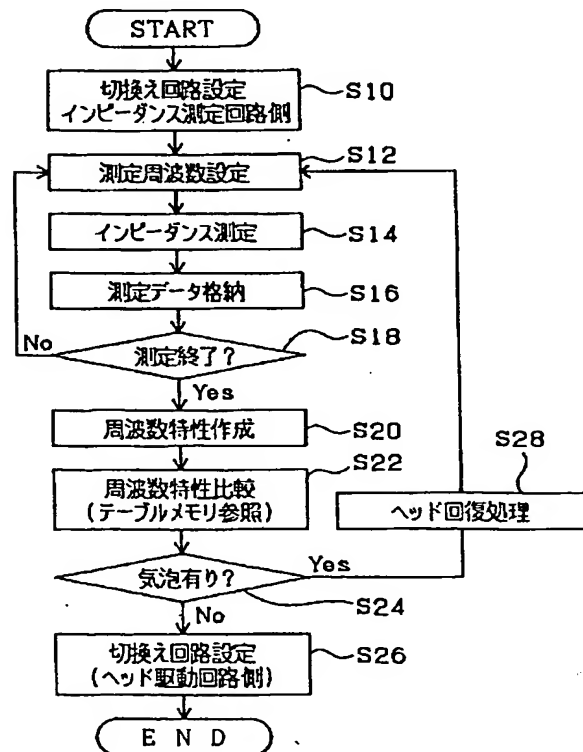 START
切換え回路設定
インピーダンス測定回路側
S10
測定周波数設定
S12
インピーダンス測定
S14
測定データ格納
S16
測定終了?
S18
No
Yes
周波数特性作成
S20
周波数特性比較
(テーブルメモリ参照)
S22
ヘッド回復処理
S28
気泡有り?
Yes
S24
No
切換え回路設定
(ヘッド駆動回路側)
S26
E N D